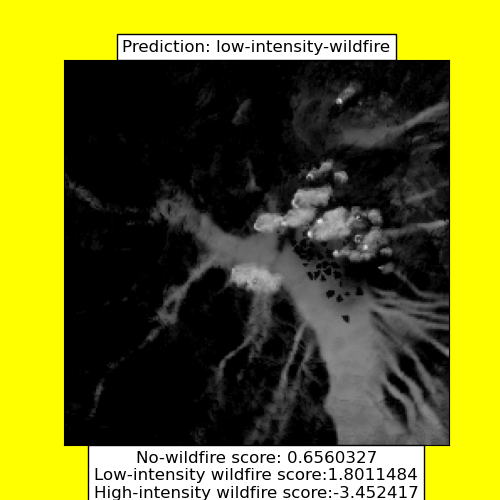 Prediction: low-intensity-wildfire
No-wildfire score: 0.6560327
Low-intensity wildfire score:1.8011484
High-intensity wildfire score:-3.452417